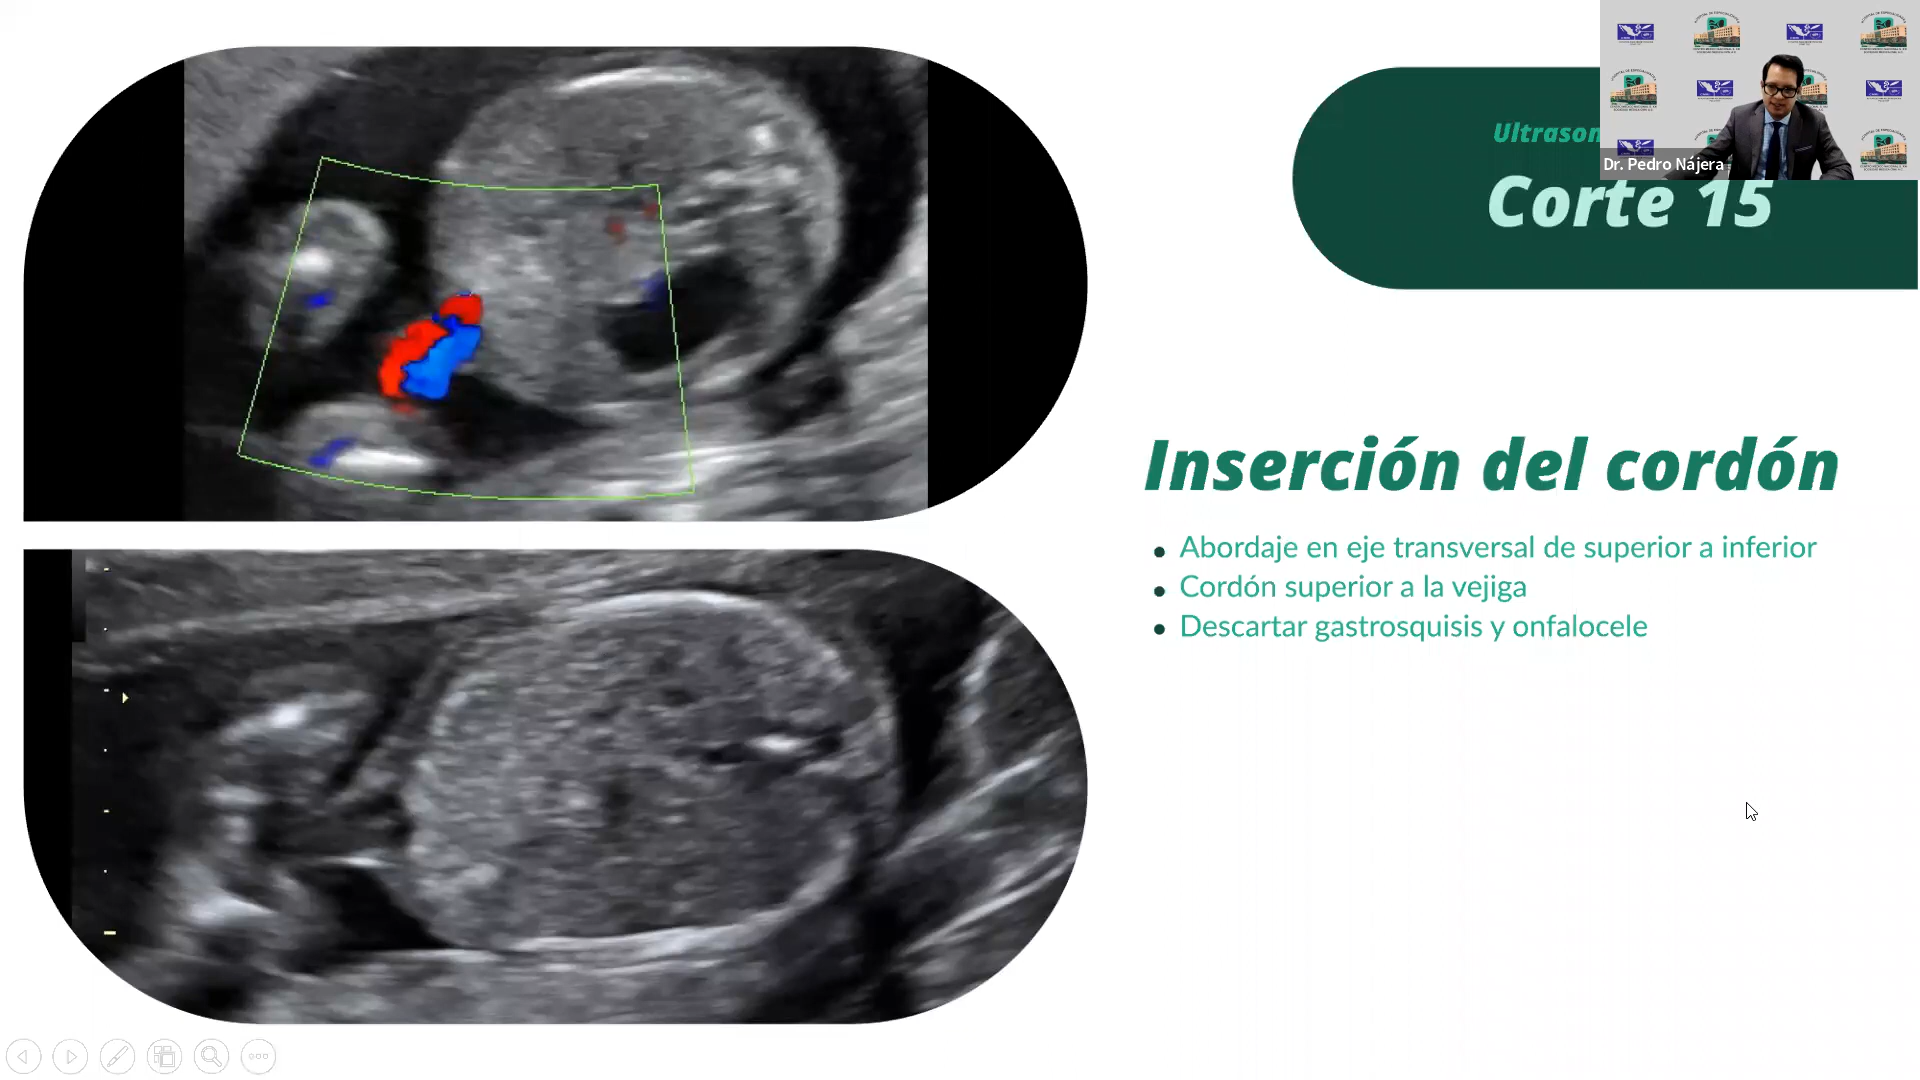 Dr. Pedro Nájera
Corte 15
Inserción del cordón
• Abordaje en eje transversal de superior a inferior
• Cordón superior a la vejiga
• Descartar gastrosquisis y onfalocele